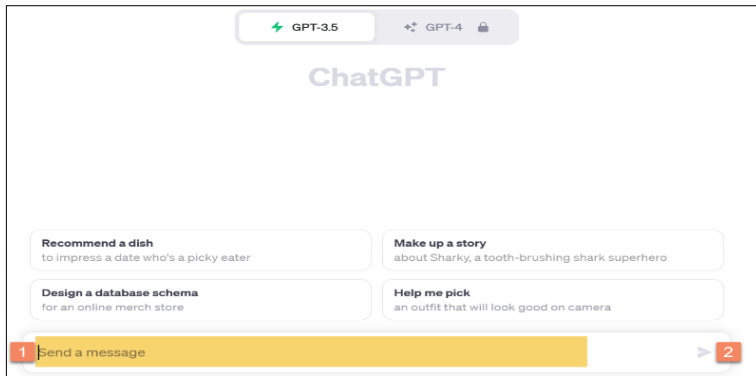 GPT-3.5 GPT-4
ChatGPT
Recommend a dish
to impress a date who's a picky eater
Make up a story
about Sharky, a tooth-brushing shark superhero
Design a database schema
for an online merch store
Help me pick
an outfit that will look good on camera
1 Send a message 2